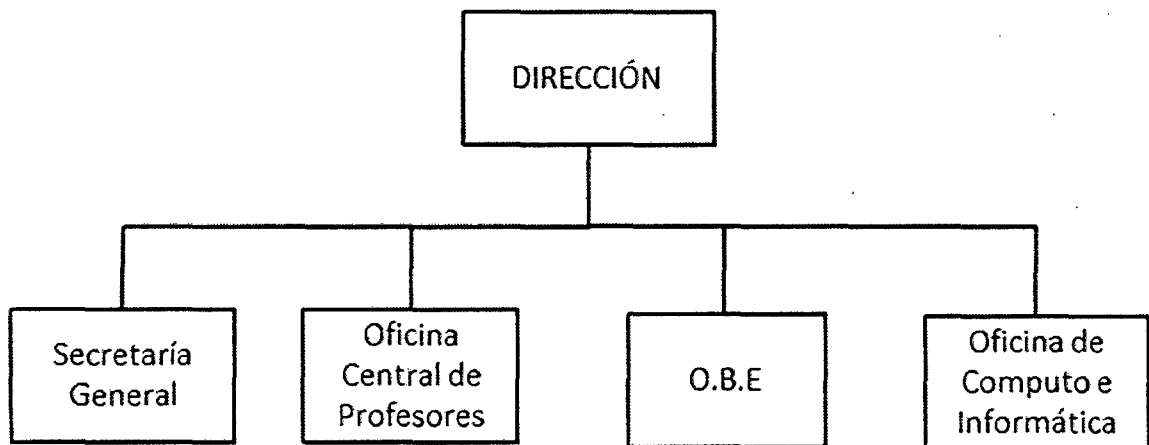 DIRECCIÓN
Secretaría
General
Oficina
Central de
Profesores
O.B.E
Oficina de
Computo e
Informática